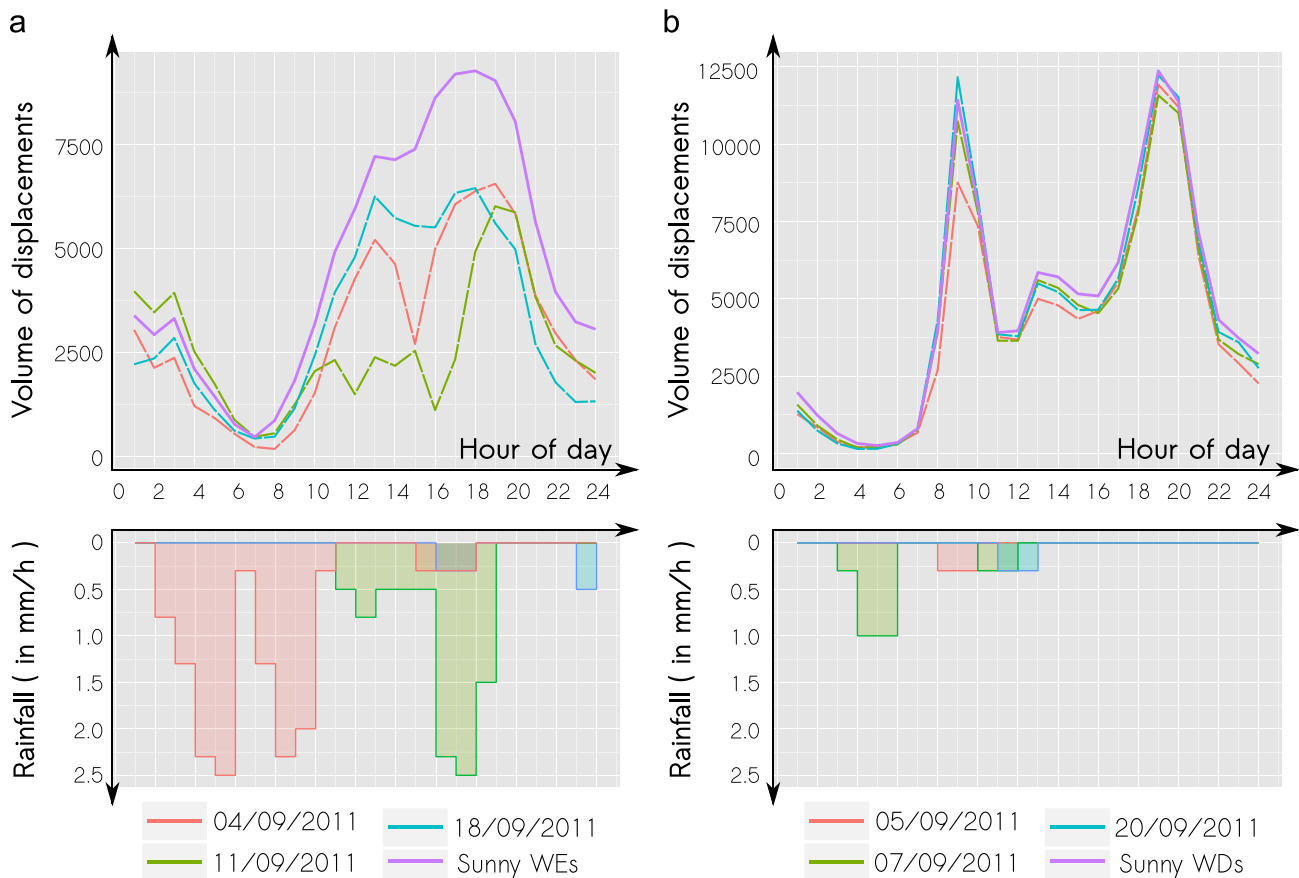 a
Volume of displacements
7500
5000
2500
0
Hour of day
0 2 4 6 8 10 12 14 16 18 20 22 24
Rainfall ( in mm/h )
0
0.5
1.0
1.5
2.0
2.5
04/09/2011
11/09/2011
18/09/2011
Sunny WEs
b
Volume of displacements
12500
10000
7500
5000
2500
0
Hour of day
0 2 4 6 8 10 12 14 16 18 20 22 24
Rainfall ( in mm/h )
0
0.5
1.0
1.5
2.0
2.5
05/09/2011
07/09/2011
20/09/2011
Sunny WDs